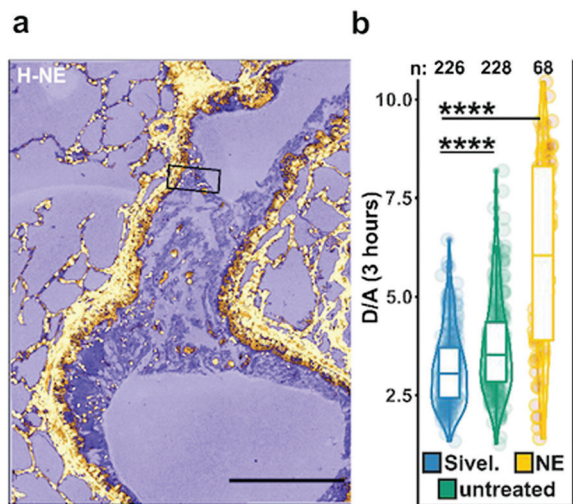 a
H-NE
b
n: 226 228 68
10.0
****
****
7.5
5.0
2.5
D/A (3 hours)
Sivel. NE
untreated